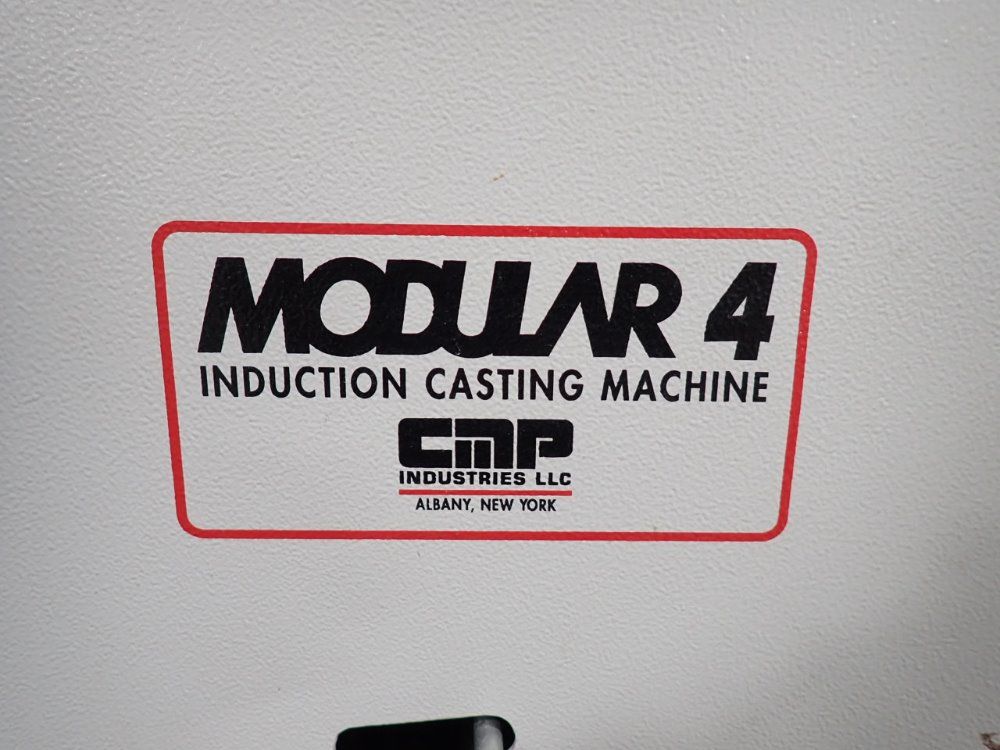 MODULAR 4
INDUCTION CASTING MACHINE
CMP
INDUSTRIES LLC
ALBANY, NEW YORK